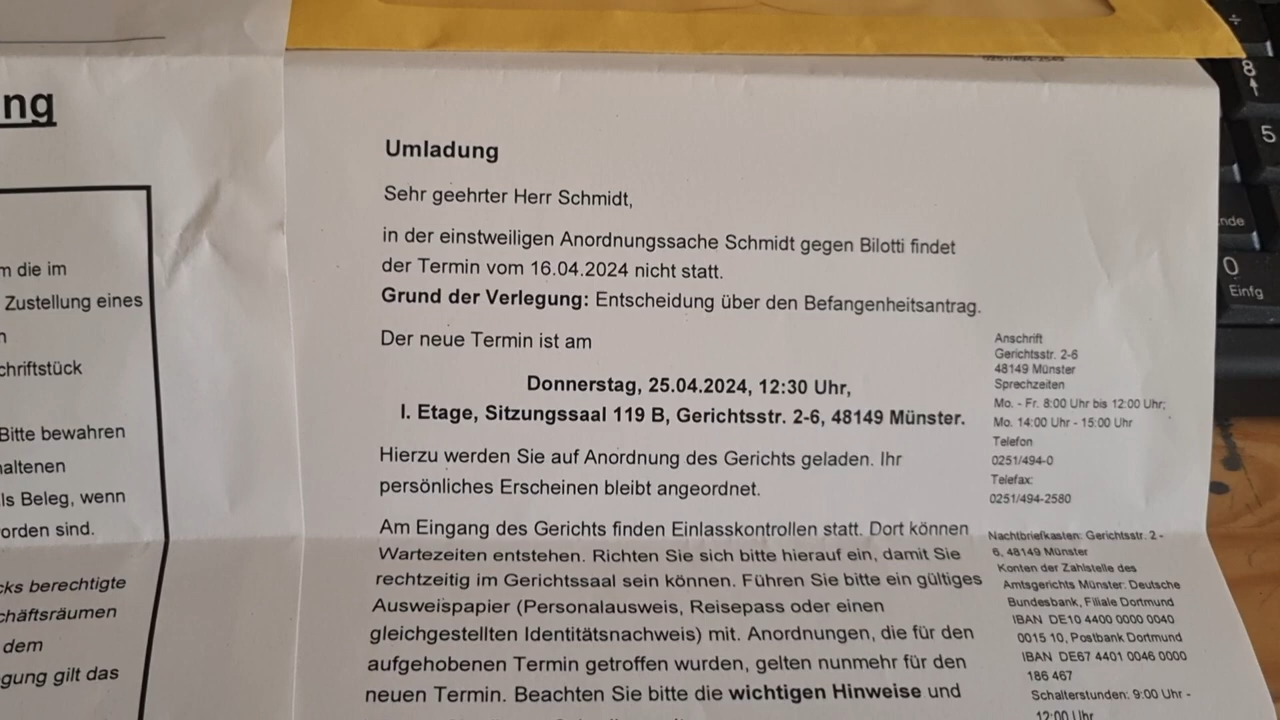 ng
m die im
Zustellung eines
chriftstück
Bitte bewahren
haltenen
ls Beleg, wenn
orden sind.
cks berechtigte
chäftsräumen
dem
gung gilt das
Umladung
Sehr geehrter Herr Schmidt,
in der einstweiligen Anordnungssache Schmidt gegen Bilotti findet
der Termin vom 16.04.2024 nicht statt.
Grund der Verlegung: Entscheidung über den Befangenheitsantrag.
Der neue Termin ist am
Donnerstag, 25.04.2024, 12:30 Uhr,
I. Etage, Sitzungssaal 119 B, Gerichtsstr. 2-6, 48149 Münster.
Hierzu werden Sie auf Anordnung des Gerichts geladen. Ihr
persönliches Erscheinen bleibt angeordnet.
Am Eingang des Gerichts finden Einlasskontrollen statt. Dort können
Wartezeiten entstehen. Richten Sie sich bitte hierauf ein, damit Sie
rechtzeitig im Gerichtssaal sein können. Führen Sie bitte ein gültiges
Ausweispapier (Personalausweis, Reisepass oder einen
gleichgestellten Identitätsnachweis) mit. Anordnungen, die für den
aufgehobenen Termin getroffen wurden, gelten nunmehr für den
neuen Termin. Beachten Sie bitte die wichtigen Hinweise und
Anschrift
Gerichtsstr. 2-6
48149 Münster
Sprechzeiten
Mo. - Fr. 8:00 Uhr bis 12:00 Uhr;
Mo. 14:00 Uhr - 15:00 Uhr
Telefon
0251/494-0
Telefax:
0251/494-2580
Nachtbriefkasten: Gerichtsstr. 2 -
6, 48149 Münster
Konten der Zahlstelle des
Amtsgerichts Münster: Deutsche
Bundesbank, Filiale Dortmund
IBAN DE10 4400 0000 0040
0015 10, Postbank Dortmund
IBAN DE67 4401 0046 0000
186 467
Schalterstunden: 9:00 Uhr -
12:00 Uhr
÷
8
5
nde
0
Einfg